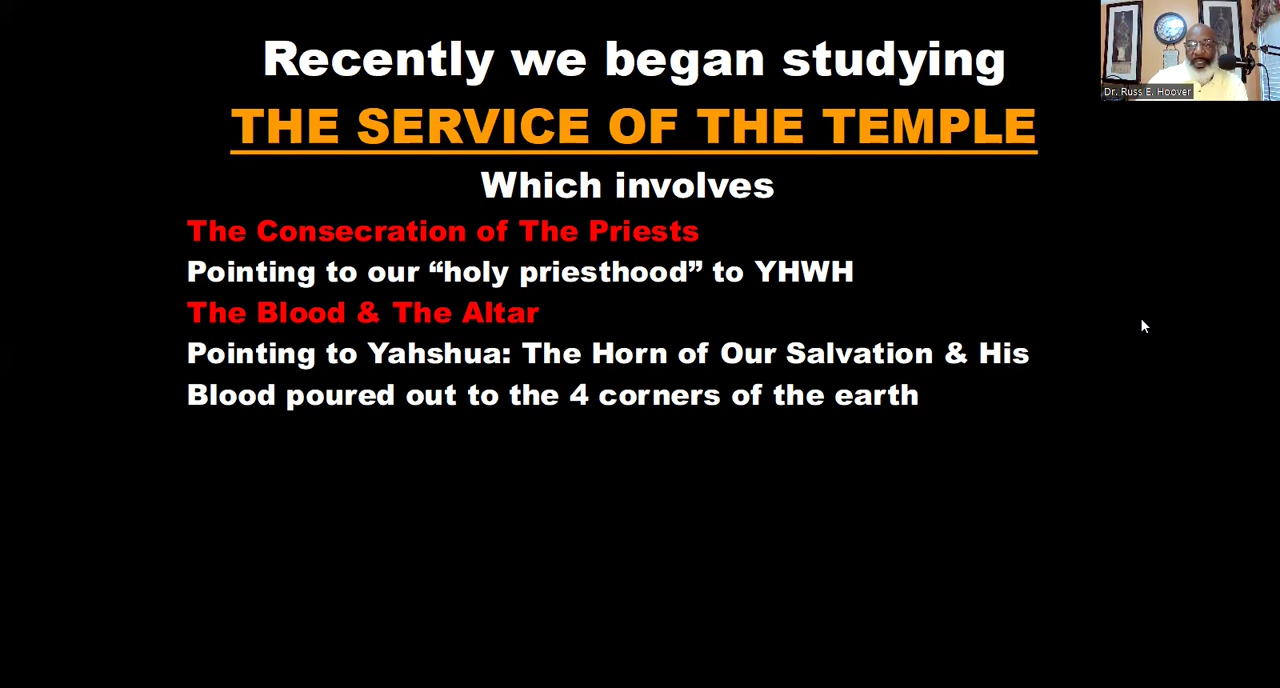 Recently we began studying
THE SERVICE OF THE TEMPLE
Which involves
The Consecration of The Priests
Pointing to our “holy priesthood” to YHWH
The Blood & The Altar
Pointing to Yahshua: The Horn of Our Salvation & His
Blood poured out to the 4 corners of the earth
Dr. Russ E. Hoover